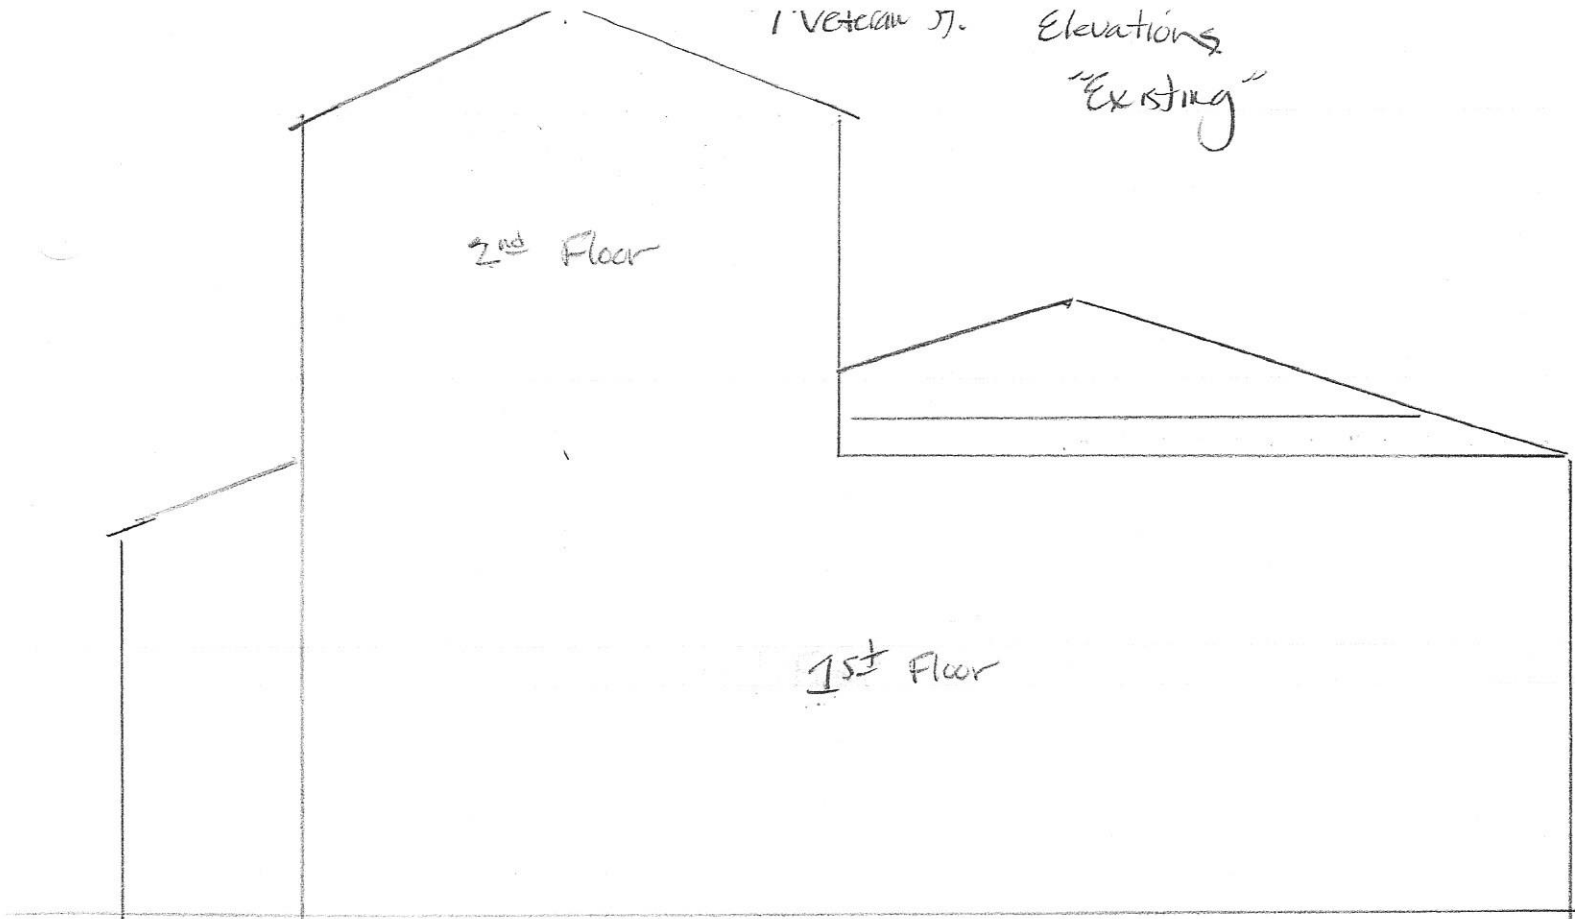 1 Veteran St. Elevations
"Existing"
2nd Floor
1st Floor